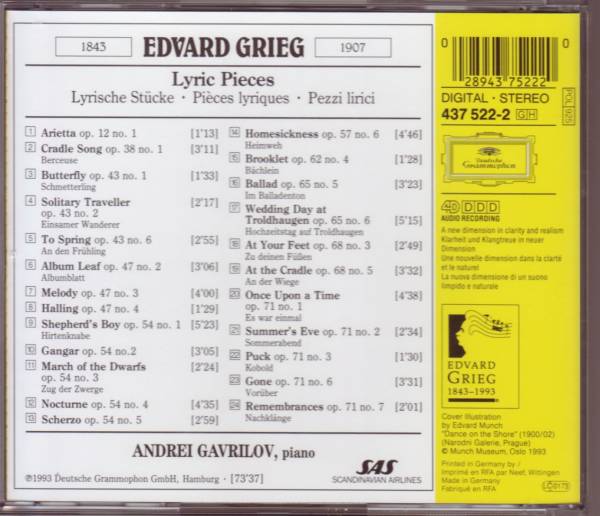 1843 EDVARD GRIEG 1907
Lyric Pieces
Lyrische Stücke · Pièces lyriques · Pezzi lirici
1 Arietta op. 12 no. 1 [1'13]
2 Cradle Song op. 38 no. 1 [3'11]
Berceuse
3 Butterfly op. 43 no. 1 [1'33]
Schmetterling
4 Solitary Traveller [2'17]
op. 43 no. 2
Einsamer Wanderer
5 To Spring op. 43 no. 6 [2'55]
An den Frühling
6 Album Leaf op. 47 no. 2 [3'06]
Albumblatt
7 Melody op. 47 no. 3 [4'00]
8 Halling op. 47 no. 4 [1'29]
9 Shepherd's Boy op. 54 no. 1 [5'23]
Hirtenknabe
10 Gangar op. 54 no.2 [3'05]
11 March of the Dwarfs [2'24]
op. 54 no. 3
Zug der Zwerge
12 Nocturne op. 54 no. 4 [4'35]
13 Scherzo op. 54 no. 5 [2'59]
14 Homesickness op. 57 no. 6 [4'46]
Heimweh
15 Brooklet op. 62 no. 4 [1'28]
Bächlein
16 Ballad op. 65 no. 5 [3'23]
Im Balladenton
17 Wedding Day at
Troldhaugen op. 65 no. 6 [5'15]
Hochzeitstag auf Troldhaugen
18 At Your Feet op. 68 no. 3 [2'49]
Zu deinen Füßen
19 At the Cradle op. 68 no. 5 [3'32]
An der Wiege
20 Once Upon a Time [4'38]
op. 71 no. 1
Es war einmal
21 Summer's Eve op. 71 no. 2 [2'34]
Sommerabend
22 Puck op. 71 no. 3 [1'30]
Kobold
23 Gone op. 71 no. 6 [3'31]
Vorüber
24 Remembrances op. 71 no. 7 [2'01]
Nachklänge
ANDREI GAVRILOV, piano
℗1993 Deutsche Grammophon GmbH, Hamburg · [73'37]
SAS
SCANDINAVIAN AIRLINES
0 0
28943 75222
DIGITAL · STEREO
437 522-2 GH
POL 925
Deutsche
Grammophon
4D DDD
AUDIO RECORDING
A new dimension in clarity and realism
Klarheit und Klangtreue in neuer
Dimension
Une nouvelle dimension dans la clarté
et le naturel
La nuova dimensione di un suono
limpido e naturale
EDVARD
GRIEG
1843–1993
Cover Illustration
by Edvard Munch
"Dance on the Shore" (1900/02)
(Narodni Galerie, Prague)
© Munch Museum, Oslo 1993
Printed in Germany by /
Imprimé en RFA par Neef, Wittingen
Made in Germany
Fabriqué en RFA
LC 0173